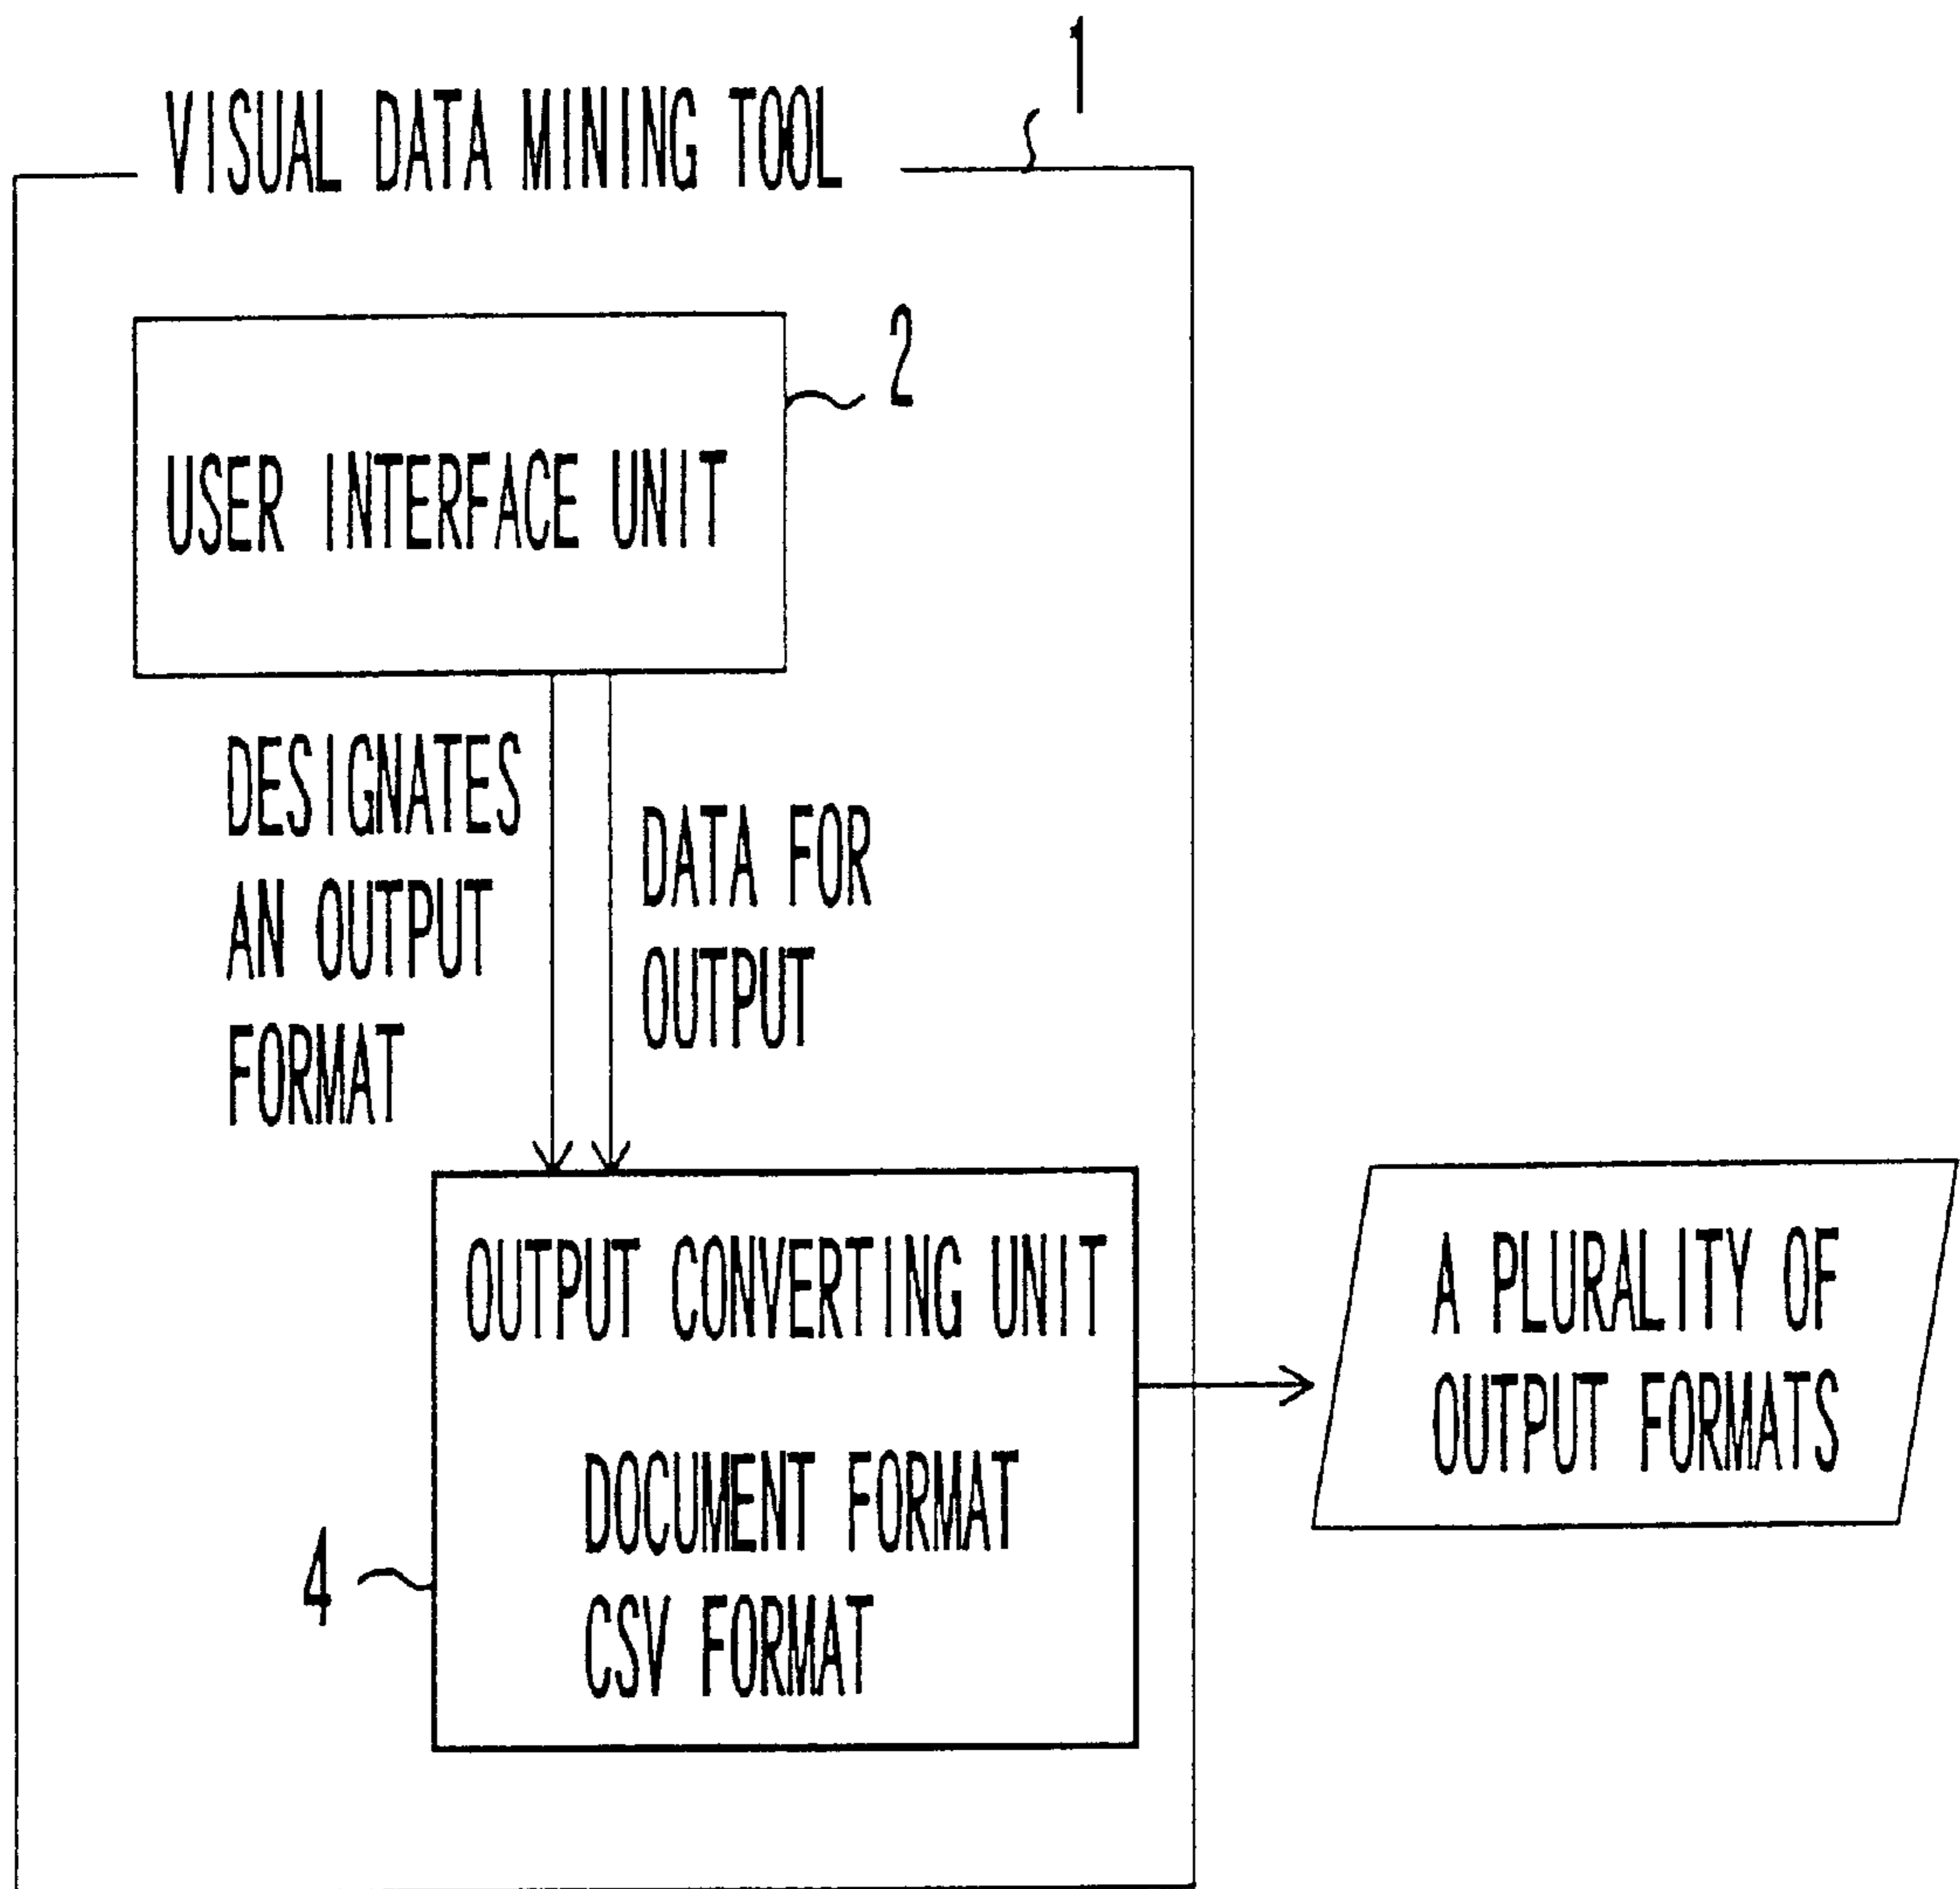 1
VISUAL DATA MINING TOOL
2
USER INTERFACE UNIT
DESIGNATES
AN OUTPUT
FORMAT
DATA FOR
OUTPUT
OUTPUT CONVERTING UNIT
DOCUMENT FORMAT
CSV FORMAT
4
A PLURALITY OF
OUTPUT FORMATS